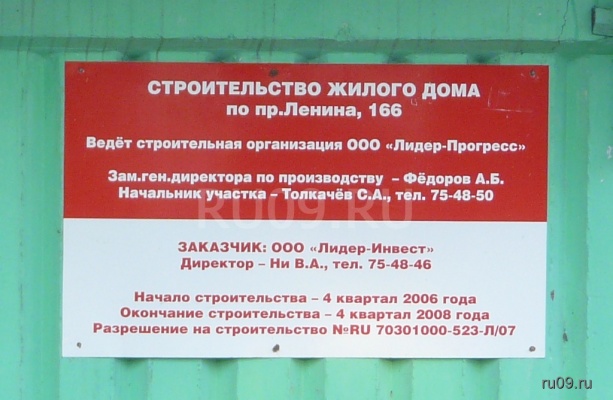 СТРОИТЕЛЬСТВО ЖИЛОГО ДОМА
по пр.Ленина, 166
Ведёт строительная организация ООО «Лидер-Прогресс»
Зам.ген.директора по производству – Фёдоров А.Б.
Начальник участка – Толкачёв С.А., тел. 75-48-50
RU09.RU
ЗАКАЗЧИК: ООО «Лидер-Инвест»
Директор – Ни В.А., тел. 75-48-46
Начало строительства – 4 квартал 2006 года
Окончание строительства – 4 квартал 2008 года
Разрешение на строительство №RU 70301000-523-Л/07
ru09.ru